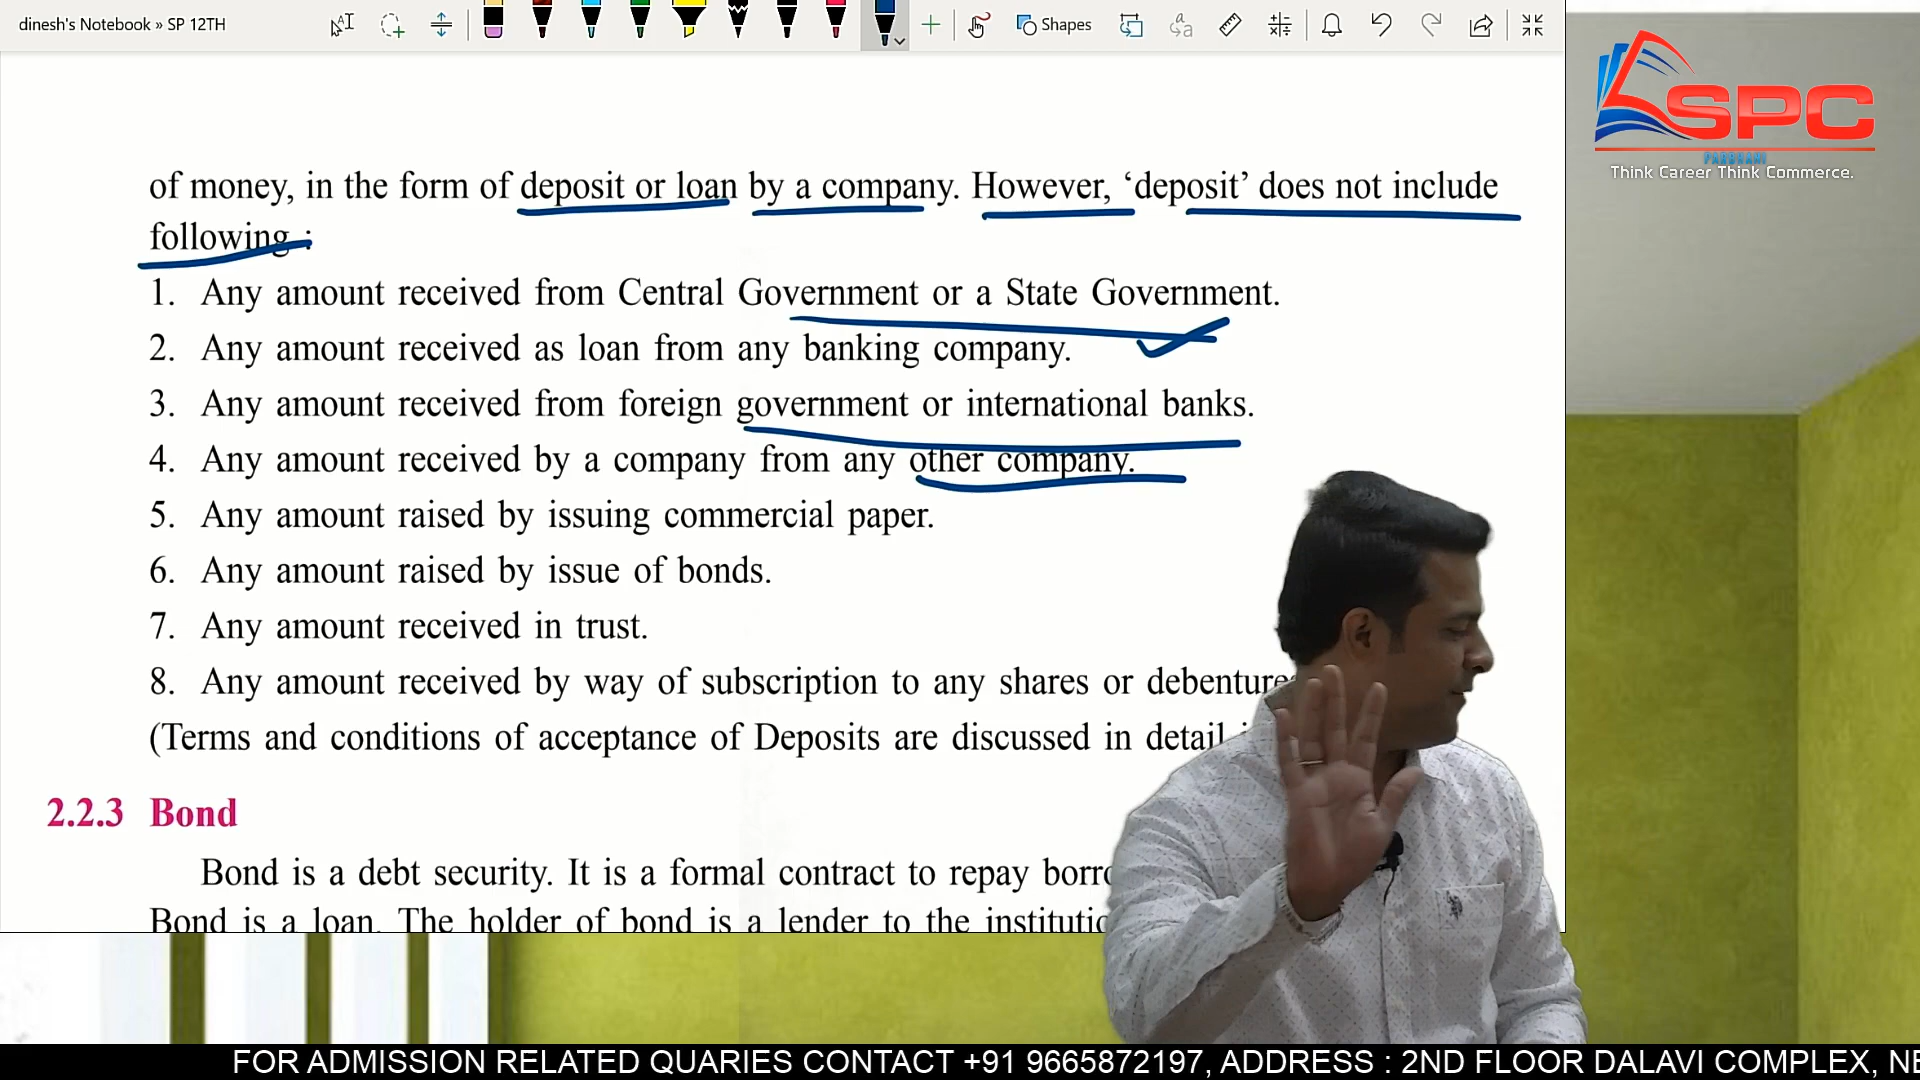 dinesh's Notebook » SP 12TH
Shapes
SPC
PARBHANI
Think Career Think Commerce.
of money, in the form of deposit or loan by a company. However, ‘deposit’ does not include
following :
1. Any amount received from Central Government or a State Government.
2. Any amount received as loan from any banking company.
3. Any amount received from foreign government or international banks.
4. Any amount received by a company from any other company.
5. Any amount raised by issuing commercial paper.
6. Any amount raised by issue of bonds.
7. Any amount received in trust.
8. Any amount received by way of subscription to any shares or debenture
(Terms and conditions of acceptance of Deposits are discussed in detail
2.2.3 Bond
Bond is a debt security. It is a formal contract to repay
Bond is a loan. The holder of bond is a lender to the
FOR ADMISSION RELATED QUARIES CONTACT +91 9665872197, ADDRESS : 2ND FLOOR DALAVI COMPLEX,